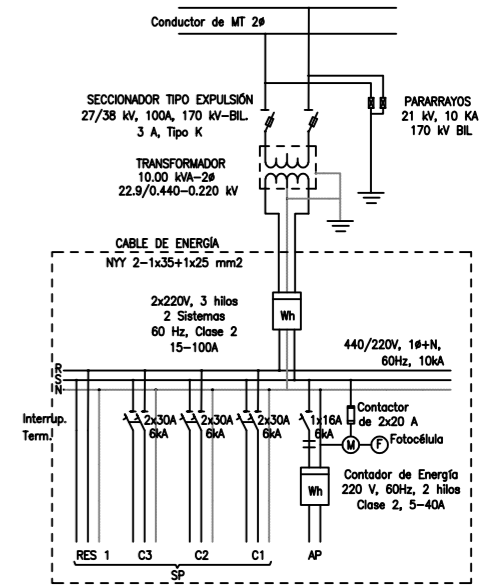 Conductor de MT 2ø
SECCIONADOR TIPO EXPULSIÓN
27/38 kV, 100A, 170 kV-BIL.
3 A, Tipo K
PARARRAYOS
21 kV, 10 KA
170 kV BIL
TRANSFORMADOR
10.00 kVA-2ø
22.9/0.440-0.220 kV
CABLE DE ENERGÍA
NYY 2-1x35+1x25 mm2
2x220V, 3 hilos
2 Sistemas
60 Hz, Clase 2
15-100A
Wh
440/220V, 1ø+N,
60Hz, 10kA
R
S
N
Interrup.
Term.
2x30A
6kA
2x30A
6kA
2x30A
6kA
1x16A
6kA
Contactor
de 2x20 A
M
F
Fotocélula
Wh
Contador de Energía
220 V, 60Hz, 2 hilos
Clase 2, 5-40A
RES 1
C3
C2
C1
AP
SP